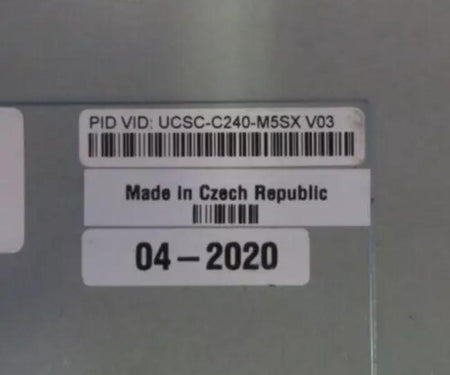 PID VID: UCSC-C240-M5SX V03
Made in Czech Republic
04-2020